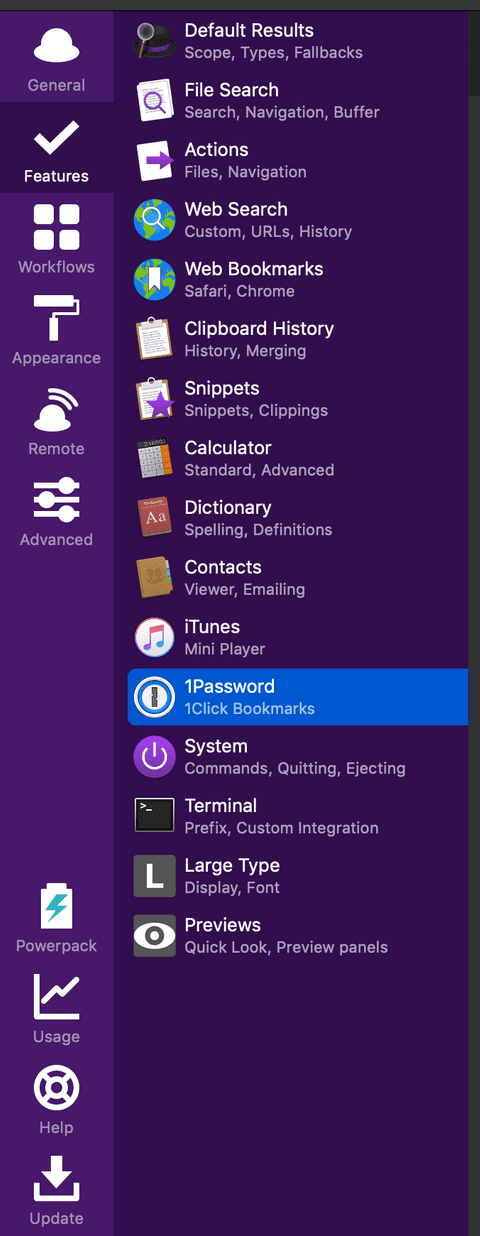 General
Features
Workflows
Appearance
Remote
Advanced
Powerpack
Usage
Help
Update
Default Results
Scope, Types, Fallbacks
File Search
Search, Navigation, Buffer
Actions
Files, Navigation
Web Search
Custom, URLs, History
Web Bookmarks
Safari, Chrome
Clipboard History
History, Merging
Snippets
Snippets, Clippings
Calculator
Standard, Advanced
Dictionary
Aa
Spelling, Definitions
Contacts
Viewer, Emailing
iTunes
Mini Player
1Password
1Click Bookmarks
System
Commands, Quitting, Ejecting
>_
Terminal
Prefix, Custom Integration
L
Large Type
Display, Font
Previews
Quick Look, Preview panels